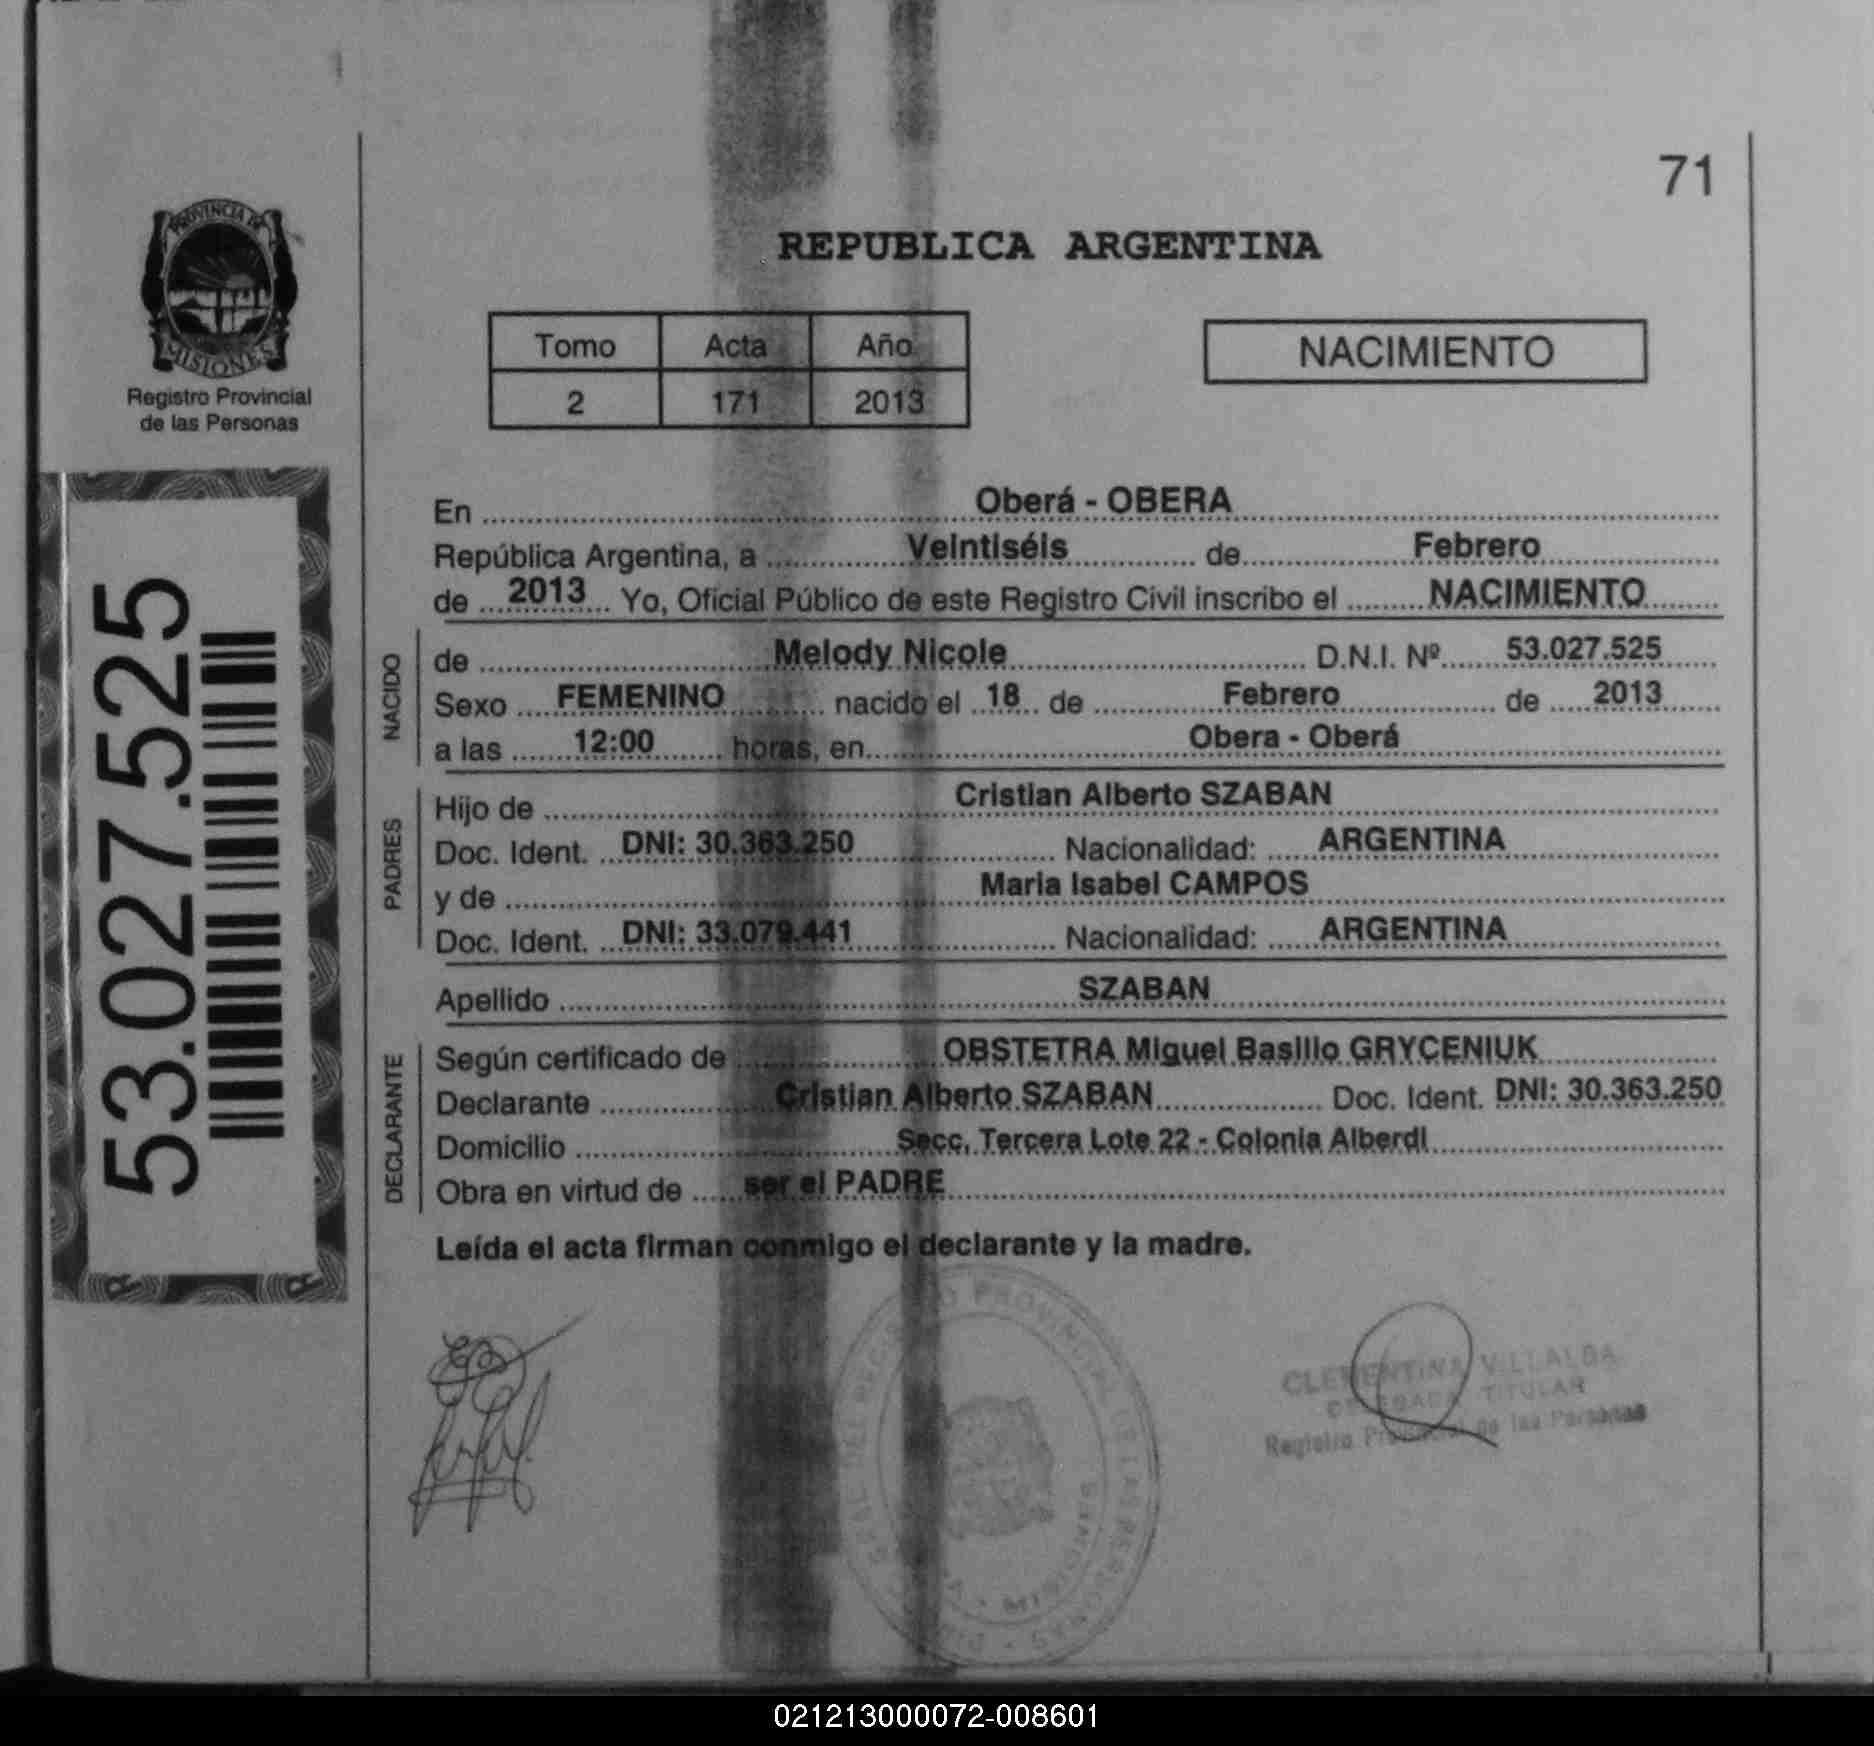 71
PROVINCIA DE
MISIONES
Registro Provincial
de las Personas
REPUBLICA ARGENTINA
Tomo Acta Año
2 171 2013
NACIMIENTO
53.027.525
En Oberá - OBERA
República Argentina, a Veintiséis de Febrero
de 2013 Yo, Oficial Público de este Registro Civil inscribo el NACIMIENTO
NACIDO
de Melody Nicole D.N.I. Nº 53.027.525
Sexo FEMENINO nacido el 18 de Febrero de 2013
a las 12:00 horas, en Obera - Oberá
PADRES
Hijo de Cristian Alberto SZABAN
Doc. Ident. DNI: 30.363.250 Nacionalidad: ARGENTINA
y de Maria Isabel CAMPOS
Doc. Ident. DNI: 33.079.441 Nacionalidad: ARGENTINA
Apellido SZABAN
DECLARANTE
Según certificado de OBSTETRA Miguel Basilio GRYCENIUK
Declarante Cristian Alberto SZABAN Doc. Ident. DNI: 30.363.250
Domicilio Secc. Tercera Lote 22 - Colonia Alberdi
Obra en virtud de ser el PADRE
Leída el acta firman conmigo el declarante y la madre.
CLEMENTINA VILLALBA
DELEGADA TITULAR
Registro Provincial de las Personas
021213000072-008601